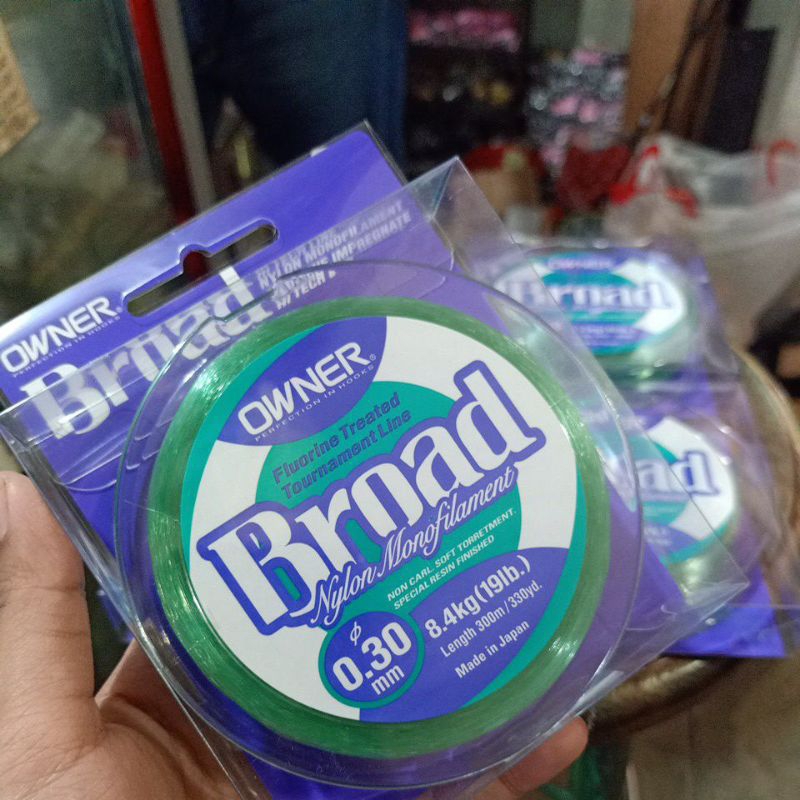 OWNER®
PERFECTION IN HOOKS
Broad
NYLON MONOFILAMENT
OWNER®
PERFECTION IN HOOKS
Fluorine Treated
Tournament Line
Broad
Nylon Monofilament
NON CARL. SOFT TORRETMENT.
SPECIAL RESIN FINISHED
φ
0.30
mm
8.4kg(19lb.)
Length 300m/330yd.
Made in Japan
Broad
Broad